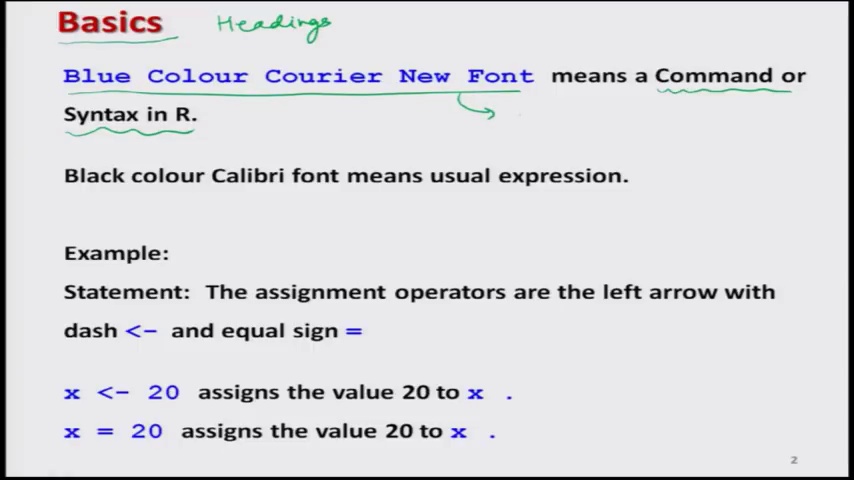 Basics Headings
Blue Colour Courier New Font means a Command or
Syntax in R.
Black colour Calibri font means usual expression.
Example:
Statement: The assignment operators are the left arrow with
dash <- and equal sign =
x <- 20 assigns the value 20 to x .
x = 20 assigns the value 20 to x .
2